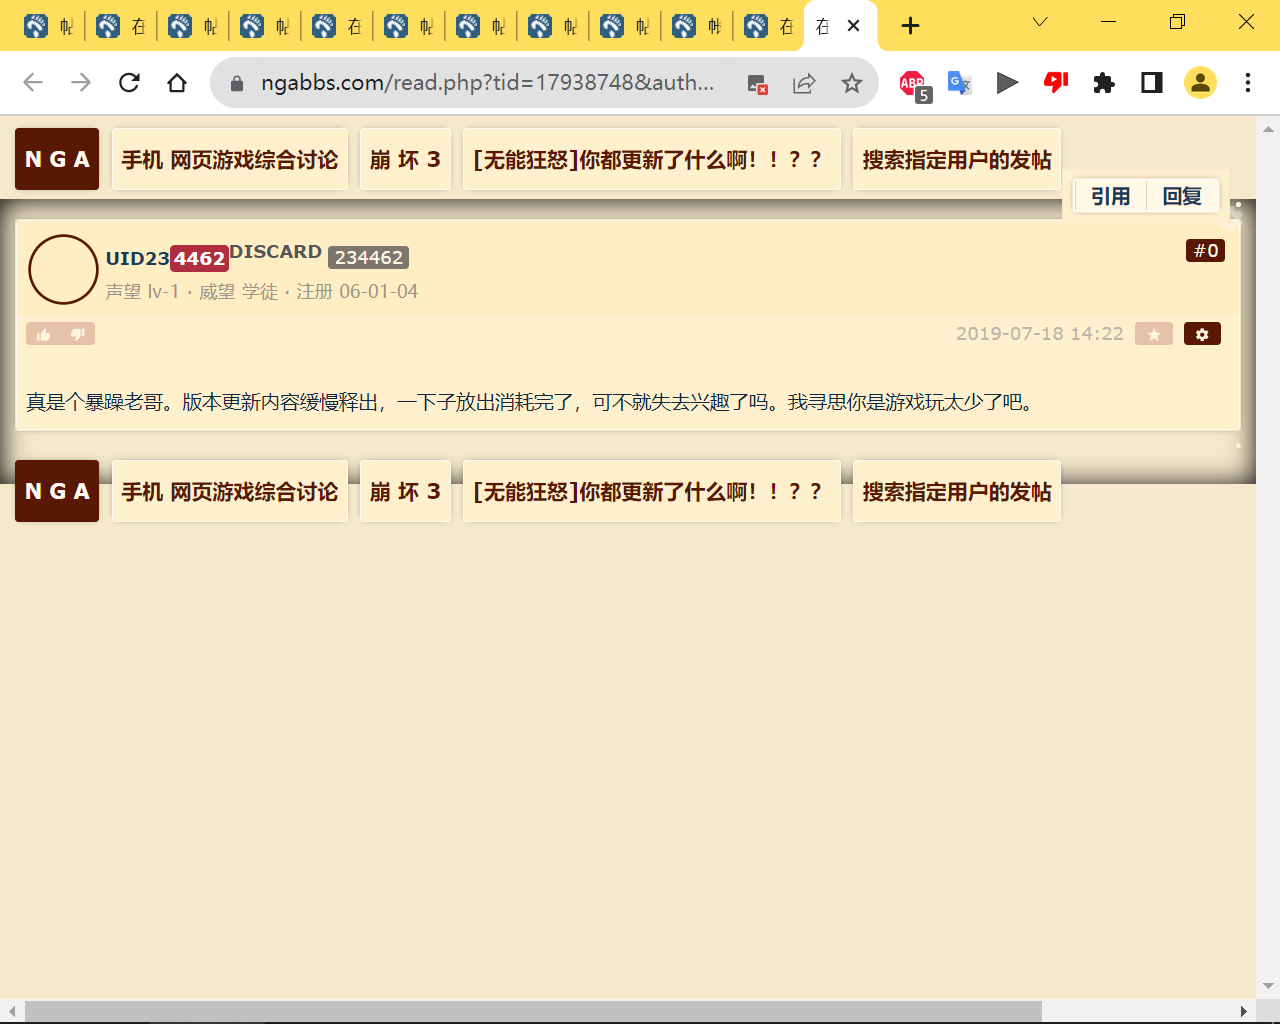 帖 在 帖 帖 在 帖 帖 帖 帖 帐 在 在
ngabbs.com/read.php?tid=17938748&auth...
ABP 5
N G A 手机 网页游戏综合讨论 崩 坏 3 [无能狂怒]你都更新了什么啊！！？？ 搜索指定用户的发帖
引用 回复
UID234462 DISCARD 234462 #0
声望 lv-1 · 威望 学徒 · 注册 06-01-04
2019-07-18 14:22
真是个暴躁老哥。版本更新内容缓慢释出，一下子放出消耗完了，可不就失去兴趣了吗。我寻思你是游戏玩太少了吧。
N G A 手机 网页游戏综合讨论 崩 坏 3 [无能狂怒]你都更新了什么啊！！？？ 搜索指定用户的发帖